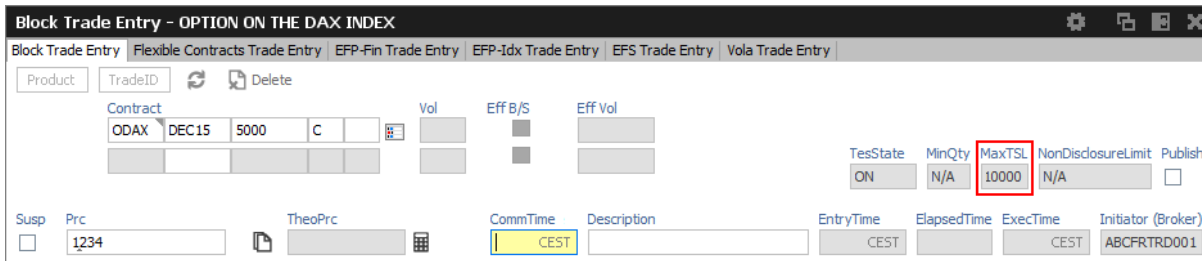 Block Trade Entry - OPTION ON THE DAX INDEX
Block Trade Entry Flexible Contracts Trade Entry EFP-Fin Trade Entry EFP-Idx Trade Entry EFS Trade Entry Vola Trade Entry
Product TradeID Delete
Contract Vol Eff B/S Eff Vol
ODAX DEC15 5000 C
TesState MinQty MaxTSL NonDisclosureLimit Publish
ON N/A 10000 N/A
Susp Prc TheoPrc CommTime Description EntryTime ElapsedTime ExecTime Initiator (Broker)
1234 CEST CEST CEST ABCFRTRD001